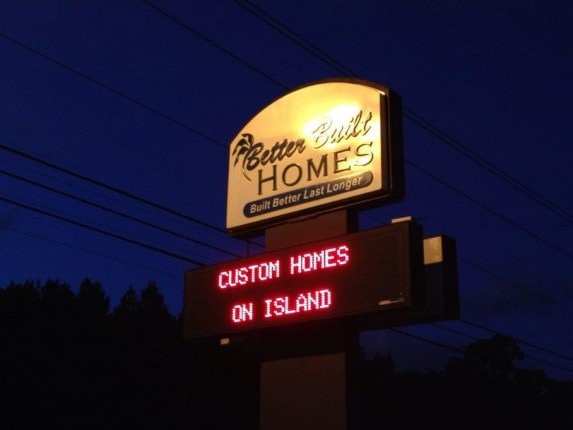 Better Built
HOMES
Built Better Last Longer
CUSTOM HOMES
ON ISLAND